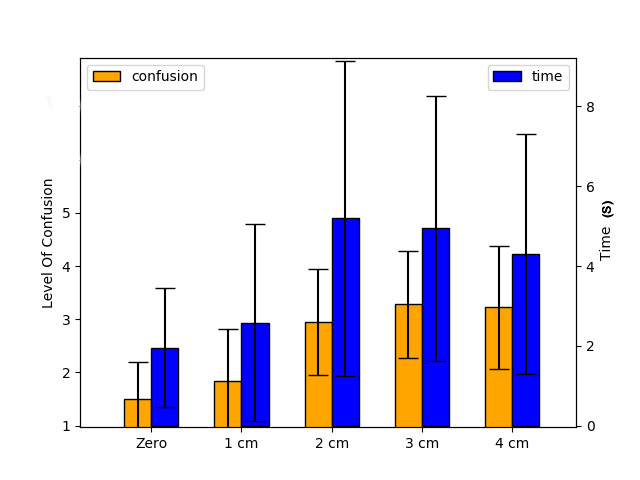 confusion
time
Level Of Confusion
5
4
3
2
1
8
6
4
2
0
Time (S)
Zero
1 cm
2 cm
3 cm
4 cm